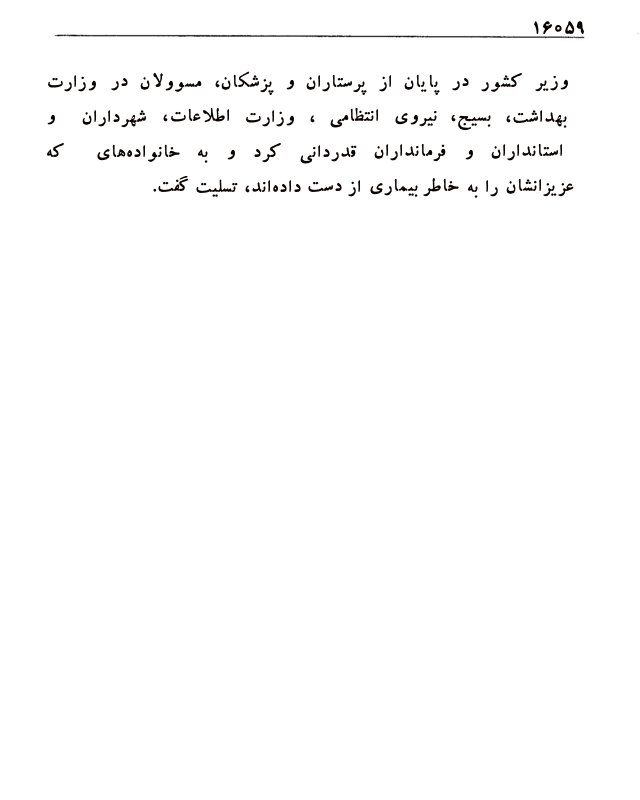 ۱۶۰۵۹
وزیر کشور در پایان از پرستاران و پزشکان، مسوولان در وزارت
بهداشت، بسیج، نیروی انتظامی ، وزارت اطلاعات، شهرداران و
استانداران و فرمانداران قدردانی کرد و به خانواده‌های که
عزیزانشان را به خاطر بیماری از دست داده‌اند، تسلیت گفت.